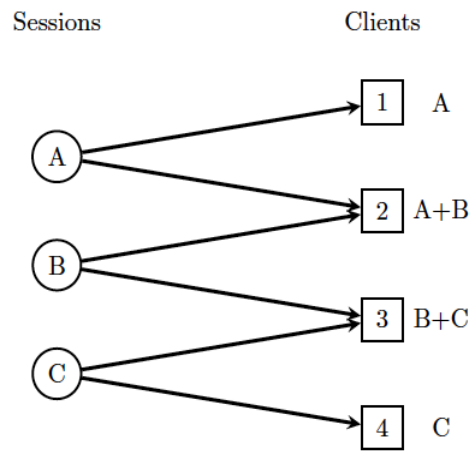 Sessions Clients
1 A
A
2 A+B
B
3 B+C
C
4 C